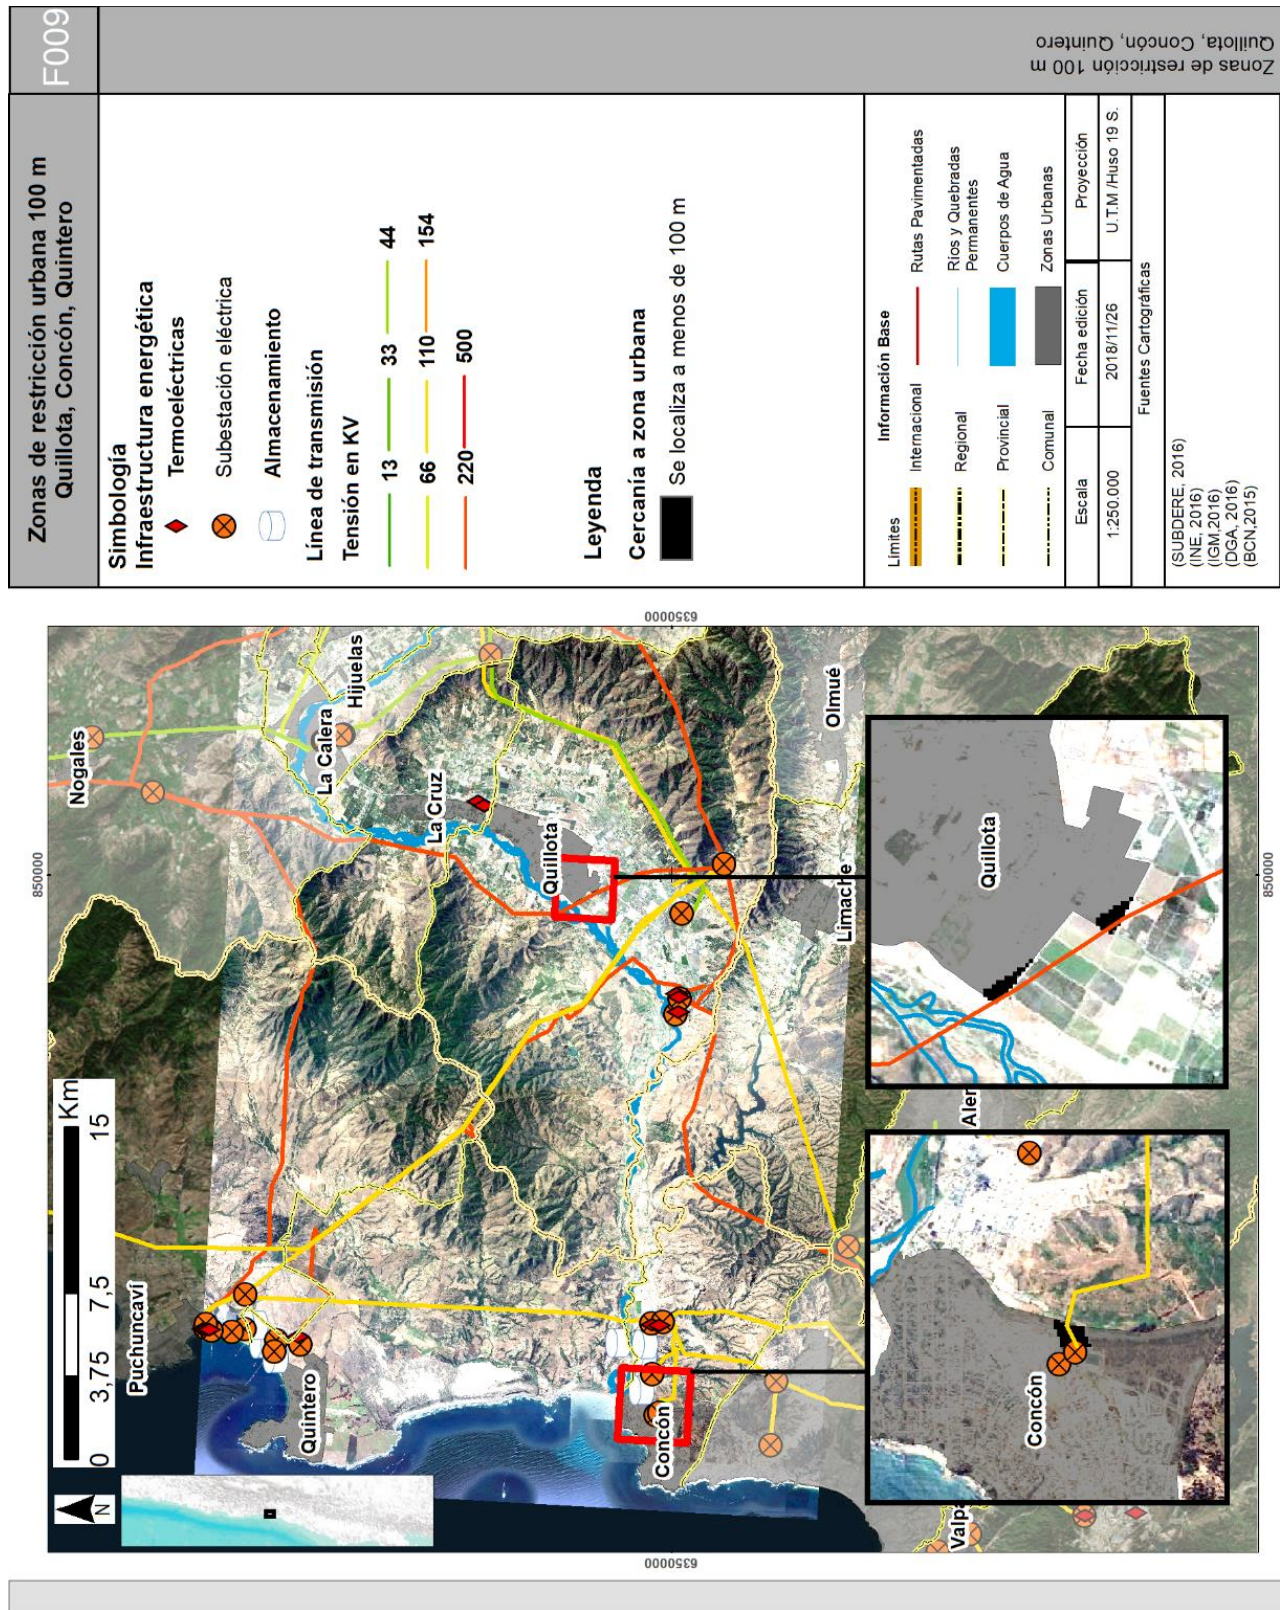 Zonas de restricción urbana 100 m
Quillota, Concón, Quintero
F009
Simbología
Infraestructura energética
Termoeléctricas
Subestación eléctrica
Almacenamiento
Línea de transmisión
Tensión en KV
13 33 44
66 110 154
220 500
Leyenda
Cercanía a zona urbana
Se localiza a menos de 100 m
Información Base
Límites
Internacional
Regional
Provincial
Comunal
Rutas Pavimentadas
Ríos y Quebradas
Permanentes
Cuerpos de Agua
Zonas Urbanas
Escala Fecha edición Proyección
1:250.000 2018/11/26 U.T.M /Huso 19 S.
Fuentes Cartográficas
(SUBDERE, 2016)
(INE, 2016)
(IGM,2016)
(DGA, 2016)
(BCN,2015)
Zonas de restricción 100 m
Quillota, Concón, Quintero
N
0 3,75 7,5 15
Km
850000
6350000
6350000
850000
Puchuncaví
Nogales
La Calera
Hijuelas
La Cruz
Quillota
Quintero
Concón
Limache
Olmué
Valpa
Aler
Concón
Quillota